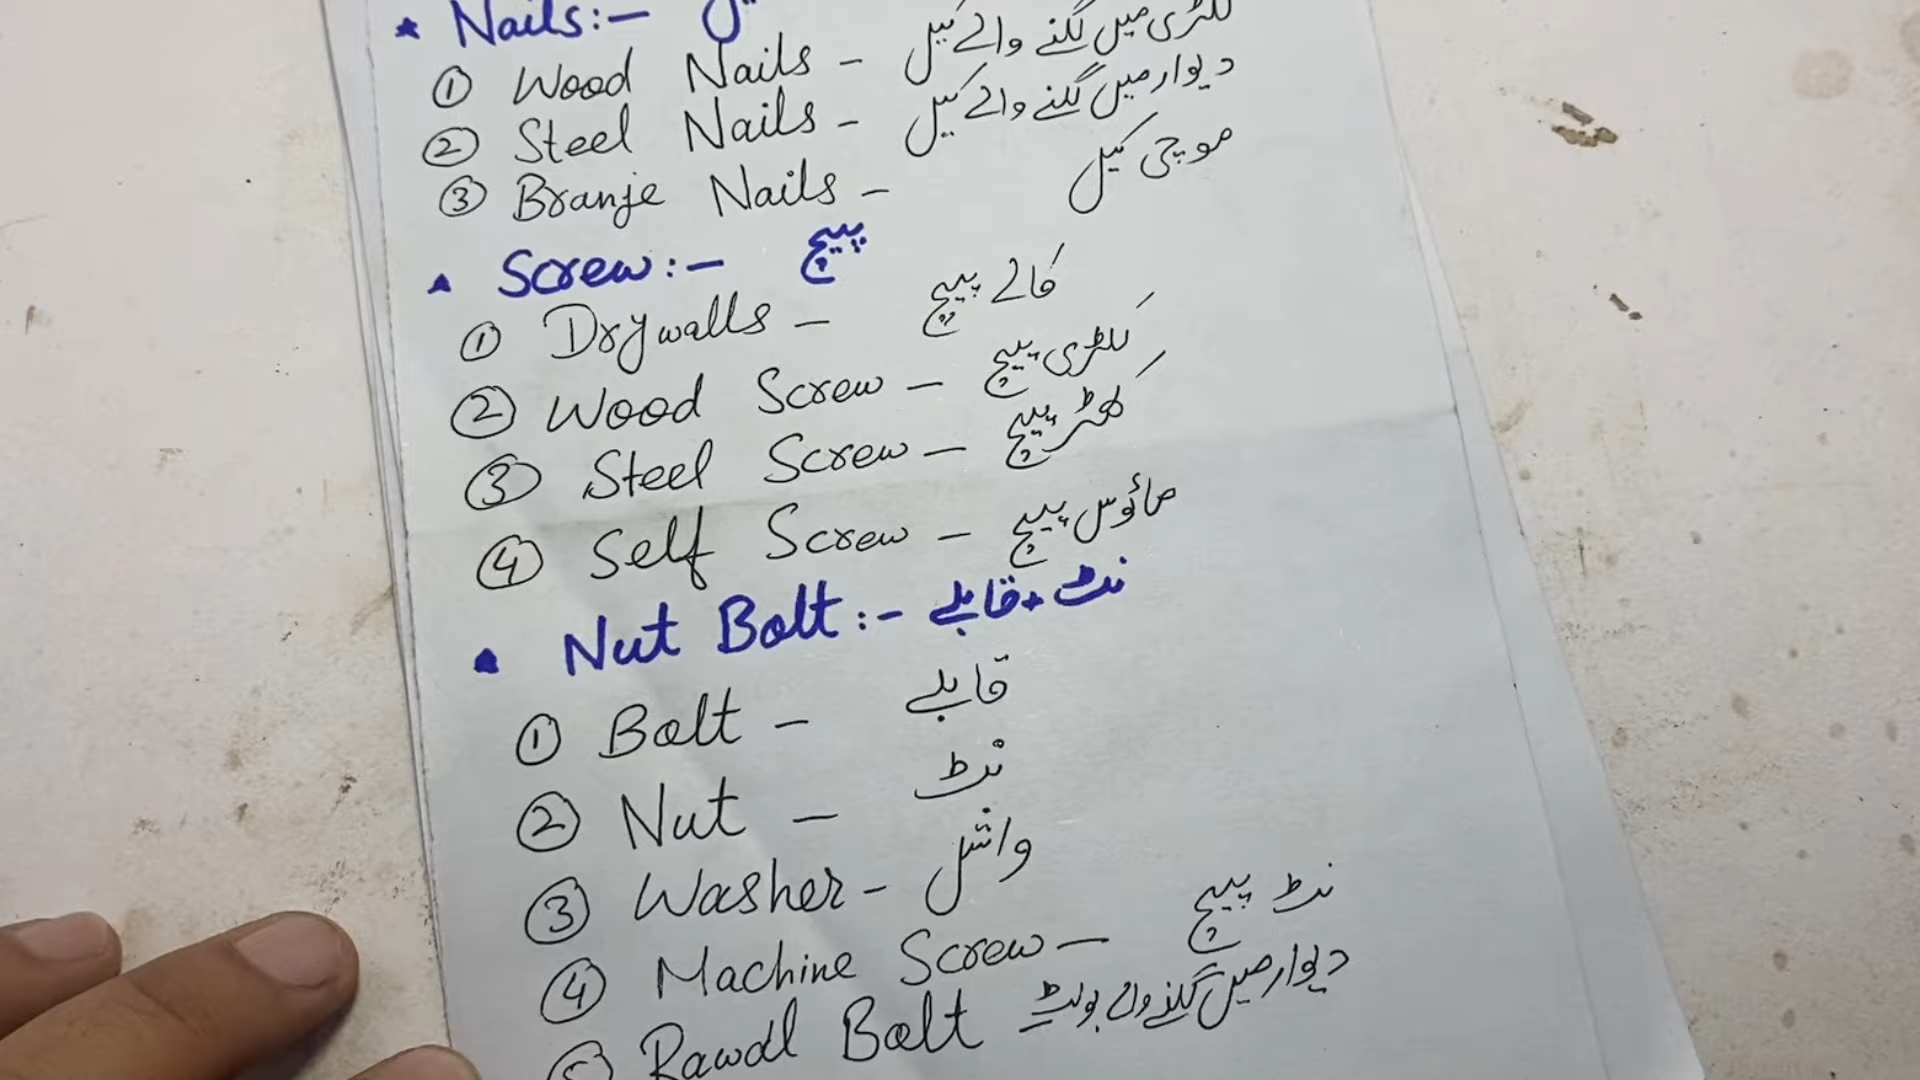 ★ Nails:-
① Wood Nails - لکڑی میں لگنے والے کیل
② Steel Nails - دیوار میں لگنے والے کیل
③ Branje Nails - موچی کیل
▲ Screw:- پیچ
① Drywalls - کالے پیچ
② Wood Screw - لکڑی پیچ
③ Steel Screw - پیچ
④ Self Screw - پیچ
▲ Nut Bolt:- نٹ + قابلے
① Bolt - قابلے
② Nut - نٹ
③ Washer - واشل
④ Machine Screw - نٹ پیچ
⑤ Rawal Bolt دیوار میں لگنے والے بولٹ